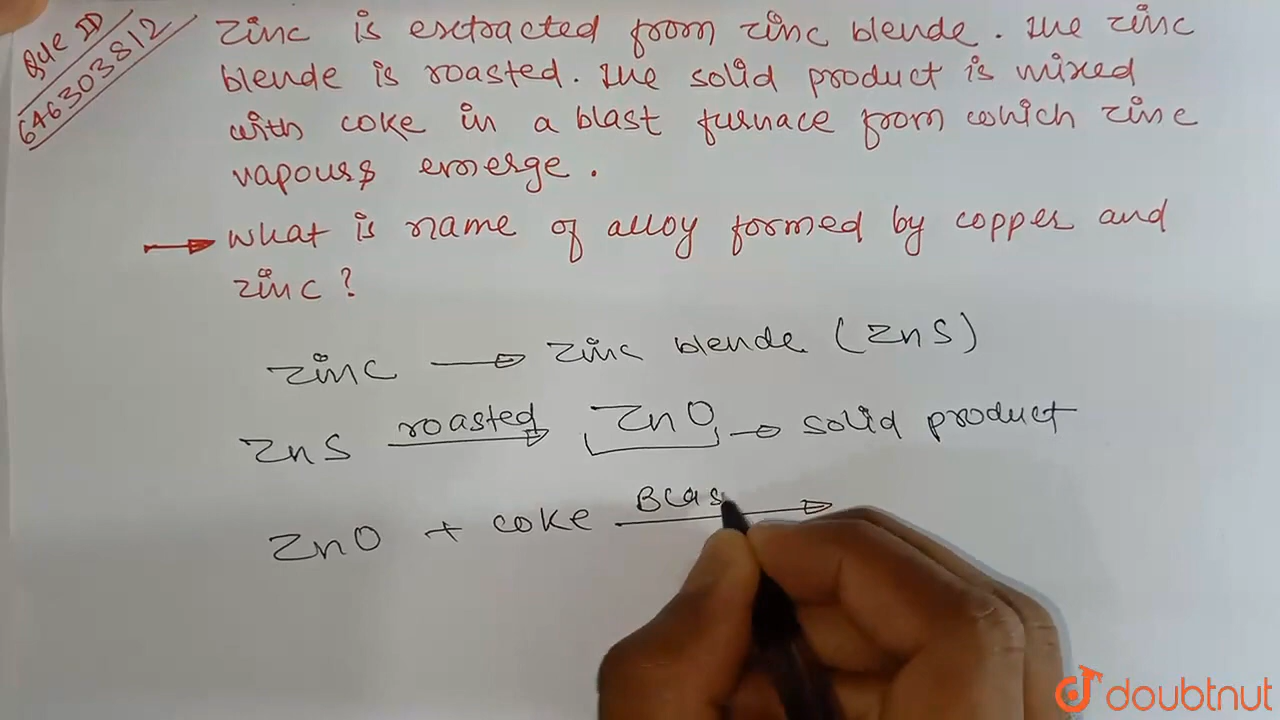 Que ID
646303812
Zinc is extracted from zinc blende. The zinc
blende is roasted. The solid product is mixed
with coke in a blast furnace from which zinc
vapours emerge.
What is name of alloy formed by copper and
zinc?
zinc → zinc blende (ZnS)
ZnS roasted → ZnO → solid product
ZnO + coke Blas →
doubtnut